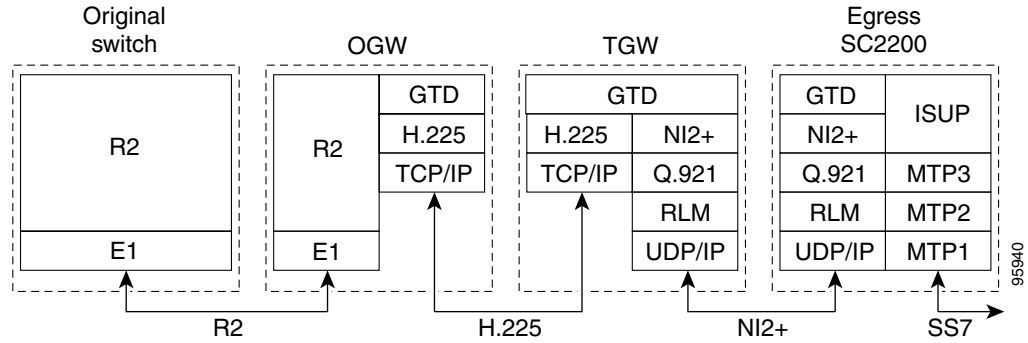 Original
switch
OGW
TGW
Egress
SC2200
R2
E1
R2
E1
GTD
H.225
TCP/IP
GTD
H.225
TCP/IP
NI2+
Q.921
RLM
UDP/IP
GTD
NI2+
Q.921
RLM
UDP/IP
ISUP
MTP3
MTP2
MTP1
R2
H.225
NI2+
SS7
95940